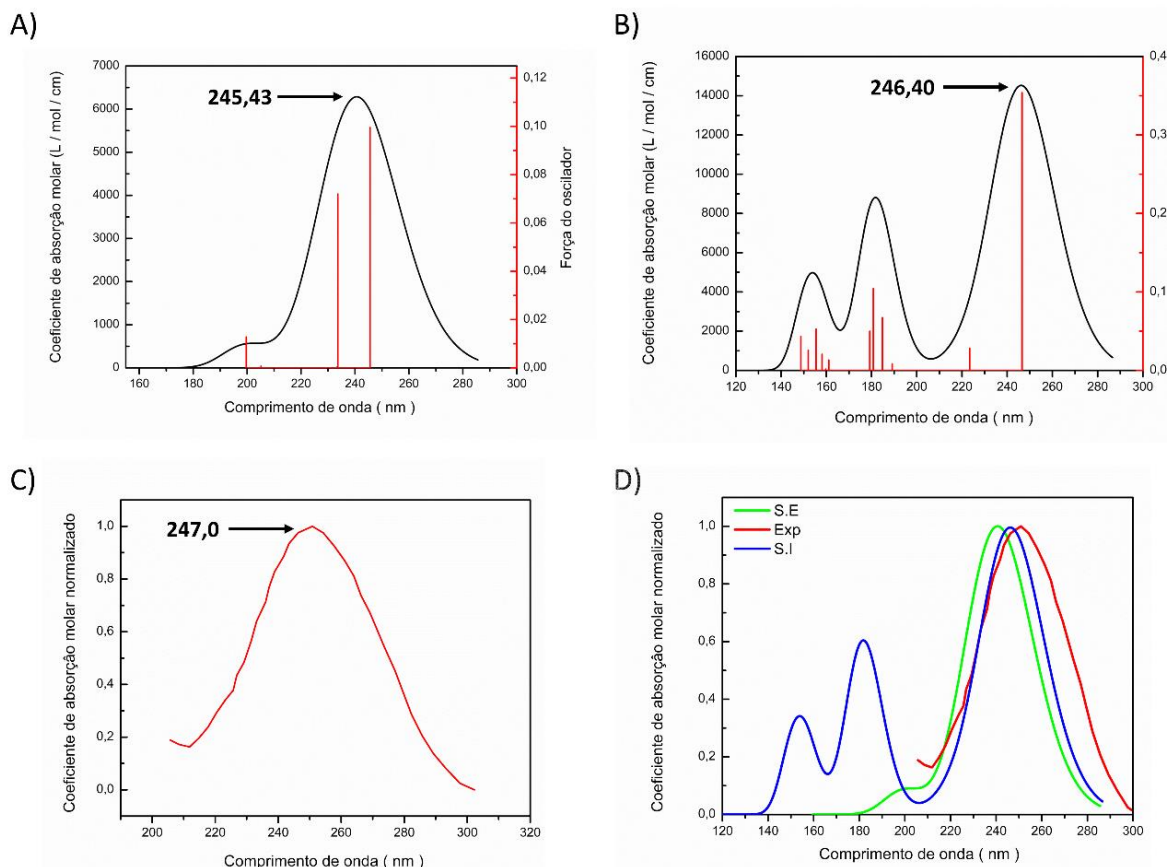 A)
Coeficiente de absorção molar (L / mol / cm)
7000
6000
5000
4000
3000
2000
1000
0
245,43
0,12
0,10
0,08
0,06
0,04
0,02
0,00
Força do oscilador
160 180 200 220 240 260 280 300
Comprimento de onda ( nm )
B)
Coeficiente de absorção molar (L / mol / cm)
16000
14000
12000
10000
8000
6000
4000
2000
0
246,40
0,4
0,3
0,2
0,1
0,0
120 140 160 180 200 220 240 260 280 300
Comprimento de onda ( nm )
C)
Coeficiente de absorção molar normalizado
1,0
0,8
0,6
0,4
0,2
0,0
247,0
200 220 240 260 280 300 320
Comprimento de onda ( nm )
D)
Coeficiente de absorção molar normalizado
1,0
0,8
0,6
0,4
0,2
0,0
S.E
Exp
S.I
120 140 160 180 200 220 240 260 280 300
Comprimento de onda ( nm )